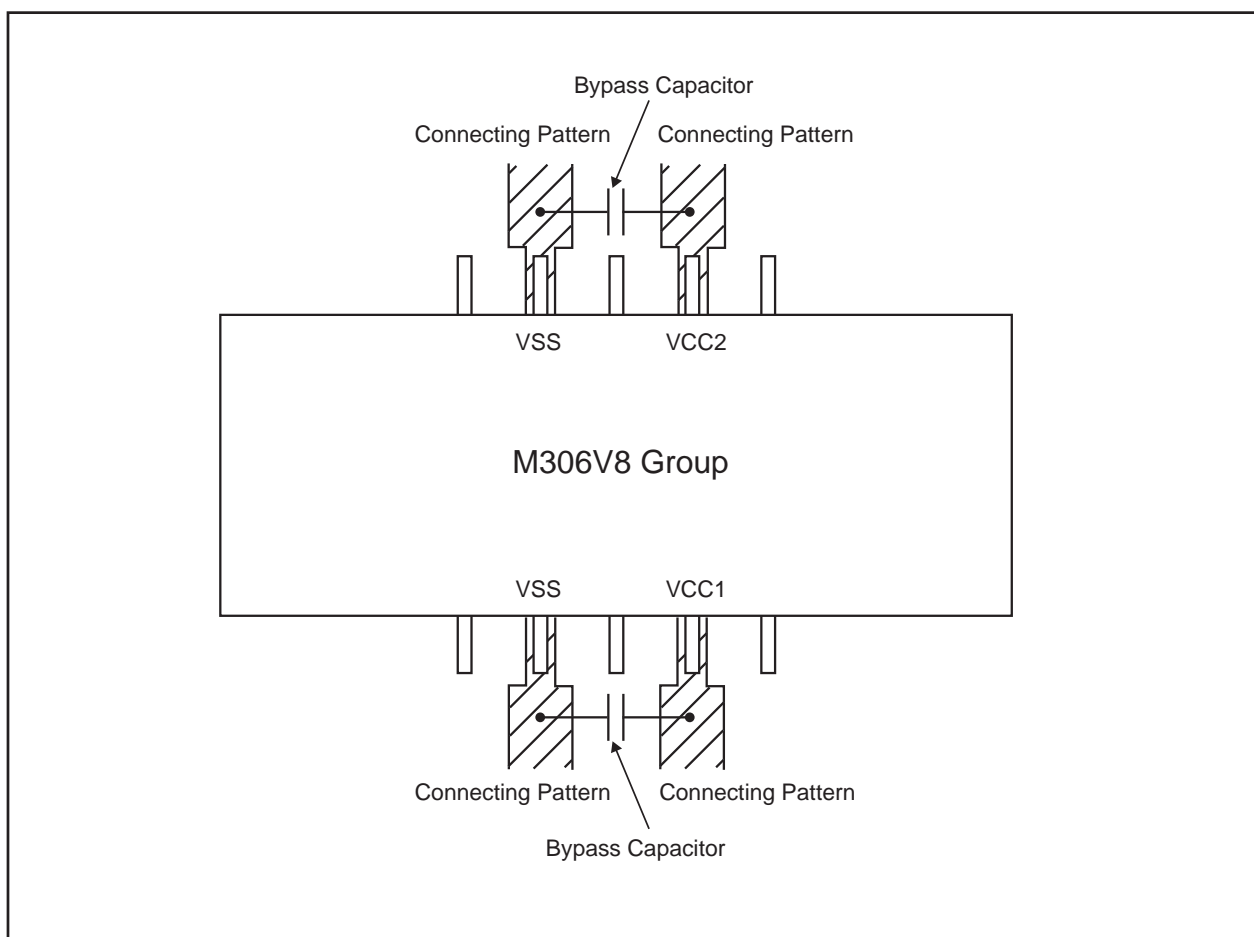 Bypass Capacitor
Connecting Pattern Connecting Pattern
VSS VCC2
M306V8 Group
VSS VCC1
Connecting Pattern Connecting Pattern
Bypass Capacitor